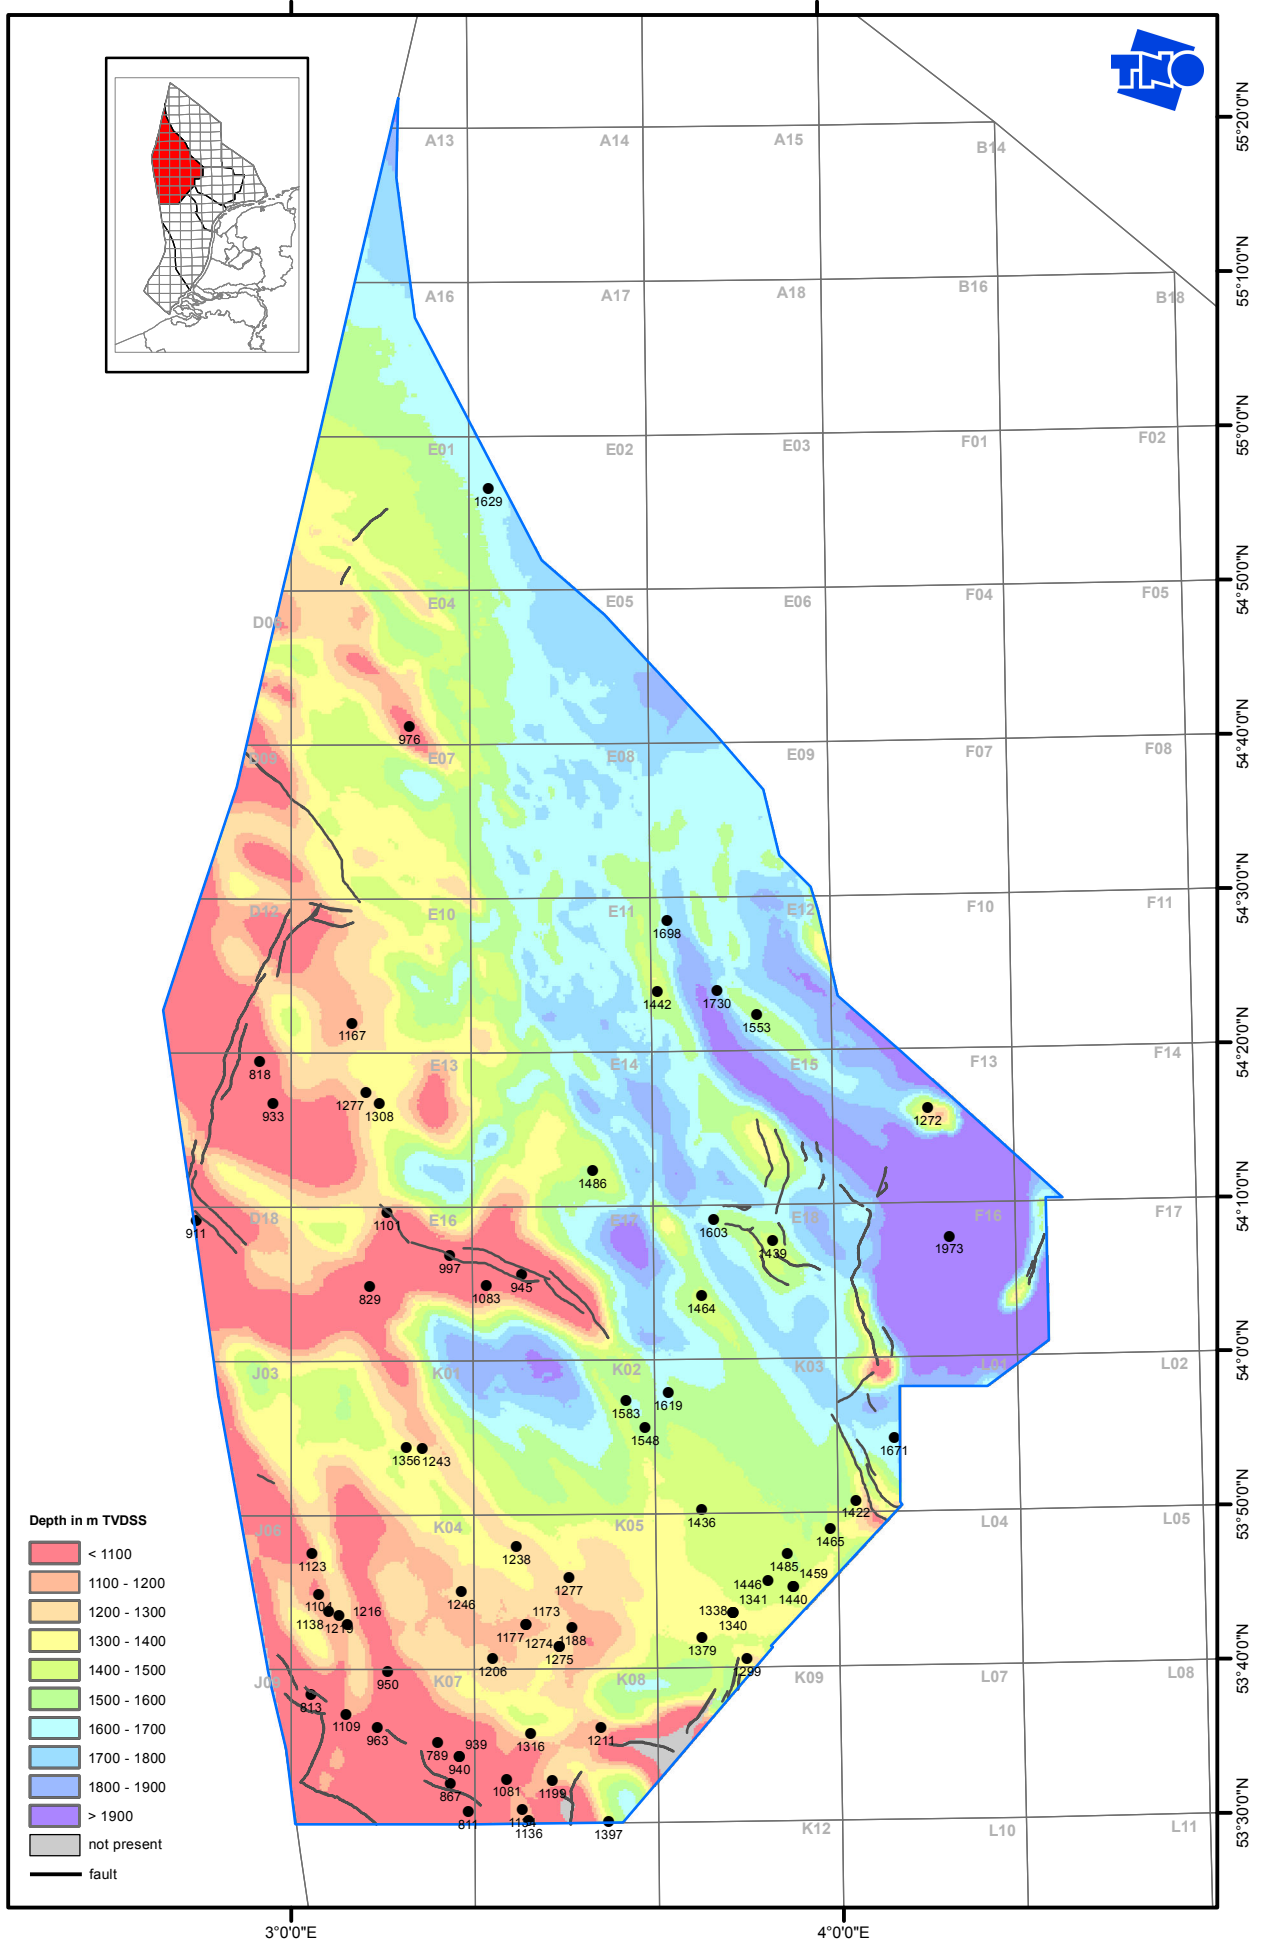 TNO
55°20'0"N
A13 A14 A15 B14
55°10'0"N
A16 A17 A18 B16 B18
55°0'0"N
E01 E02 E03 F01 F02
1629
54°50'0"N
E04 E05 E06 F04 F05
976
54°40'0"N
D09 E07 E08 E09 F07 F08
54°30'0"N
D12 E10 E11 E12 F10 F11
1698
1442 1730
1553
1167
54°20'0"N
E13 E14 E15 F13 F14
818
933 1277 1308
1272
1486
54°10'0"N
D18 E16 E17 E18 F16 F17
911 1101 1603
997 1439 1973
829 1083 945
1464
54°0'0"N
J03 K01 K02 K03 L01 L02
1583 1619
1548
1356 1243 1671
53°50'0"N
1436 1422
J06 K04 K05 L04 L05
1465
1123 1238 1485
1277 1446 1459
1104 1246 1341 1440
1138 1216 1173 1338
1177 1274 1188 1340
1206 1275 1379
53°40'0"N
950 K07 K08 K09 L07 L08
813
1109 963 1316 1211
789 939
940
867 1081 1199
1136 1397
53°30'0"N
K12 L10 L11
Depth in m TVDSS
< 1100
1100 - 1200
1200 - 1300
1300 - 1400
1400 - 1500
1500 - 1600
1600 - 1700
1700 - 1800
1800 - 1900
> 1900
not present
fault
3°0'0"E 4°0'0"E